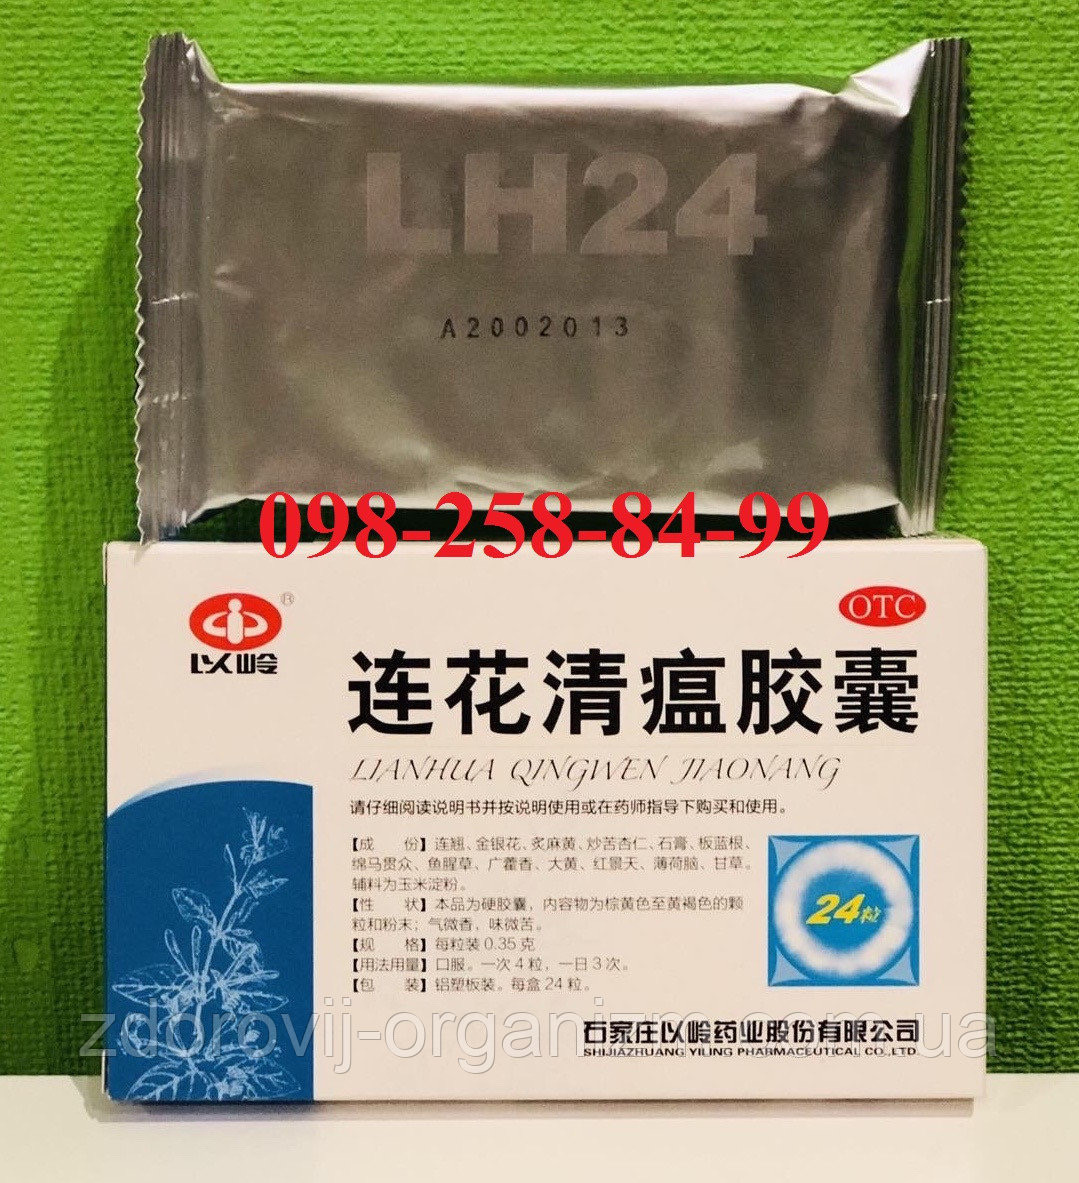 LH24
A2002013
098-258-84-99
®
以岭
OTC
连花清瘟胶囊
LIANHUA QINGWEN JIAONANG
请仔细阅读说明书并按说明使用或在药师指导下购买和使用。
【成　份】连翘、金银花、炙麻黄、炒苦杏仁、石膏、板蓝根、
绵马贯众、鱼腥草、广藿香、大黄、红景天、薄荷脑、甘草。
辅料为玉米淀粉。
【性　状】本品为硬胶囊，内容物为棕黄色至黄褐色的颗
粒和粉末；气微香，味微苦。
【规　格】每粒装0.35克
【用法用量】口服。一次4粒，一日3次。
【包　装】铝塑板装。每盒24粒。
24粒
石家庄以岭药业股份有限公司
SHIJIAZHUANG YILING PHARMACEUTICAL CO.,LTD.
zdorovij-organizm.com.ua